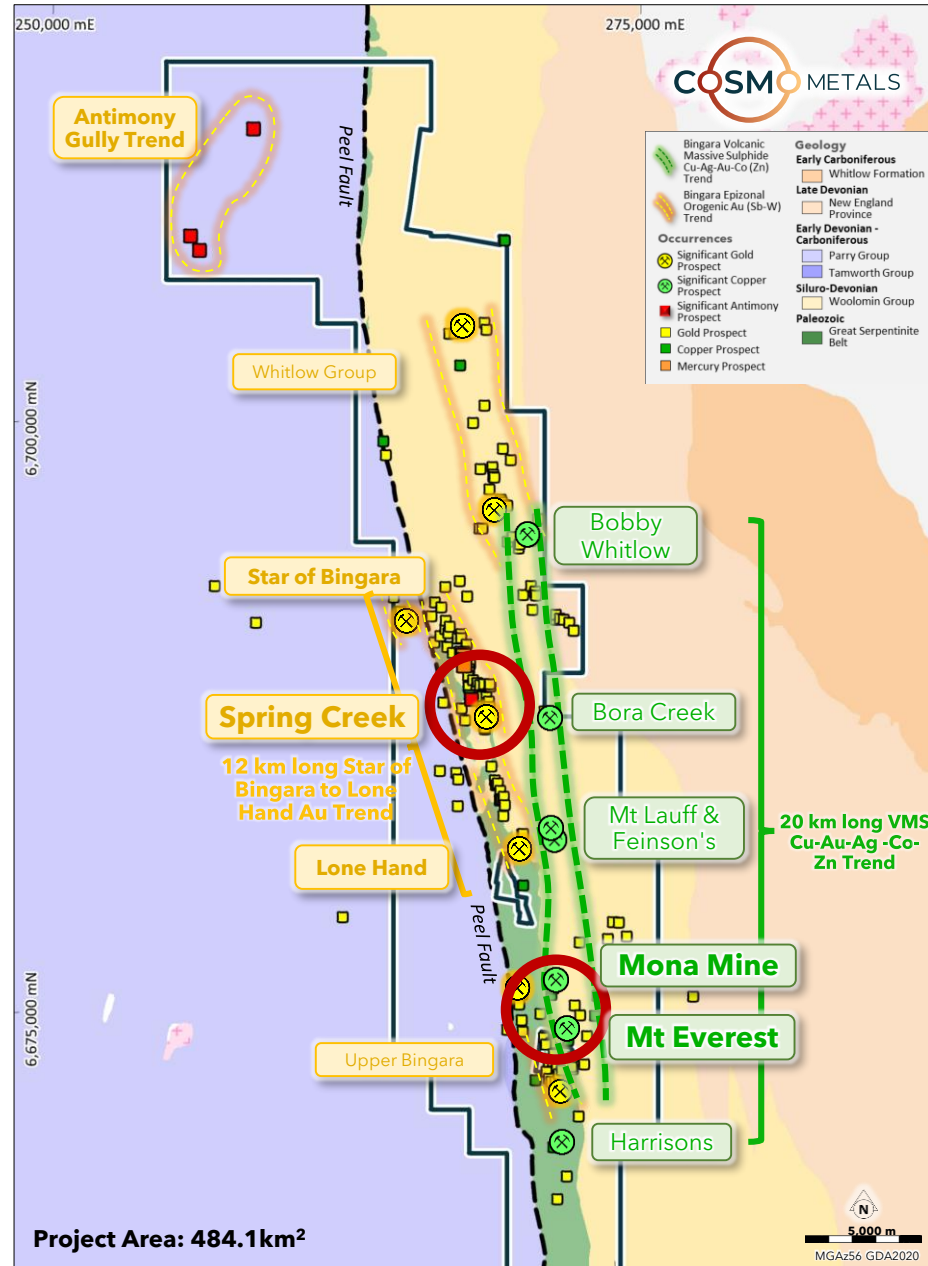 250,000 mE
275,000 mE
COSMO METALS
Antimony
Gully Trend
Peel Fault
Bingara Volcanic
Massive Sulphide
Cu-Ag-Au-Co (Zn)
Trend
Bingara Epizonal
Orogenic Au (Sb-W)
Trend
Occurrences
Significant Gold
Prospect
Significant Copper
Prospect
Significant Antimony
Prospect
Gold Prospect
Copper Prospect
Mercury Prospect
Geology
Early Carboniferous
Whitlow Formation
Late Devonian
New England
Province
Early Devonian -
Carboniferous
Parry Group
Tamworth Group
Siluro-Devonian
Woolomin Group
Paleozoic
Great Serpentinite
Belt
Whitlow Group
6,700,000 mN
Bobby
Whitlow
Star of Bingara
Spring Creek
Bora Creek
12 km long Star of
Bingara to Lone
Hand Au Trend
Mt Lauff &
Feinson's
20 km long VMS
Cu-Au-Ag -Co-
Zn Trend
Lone Hand
Peel Fault
Mona Mine
6,675,000 mN
Mt Everest
Upper Bingara
Harrisons
N
5,000 m
MGAz56 GDA2020
Project Area: 484.1km²